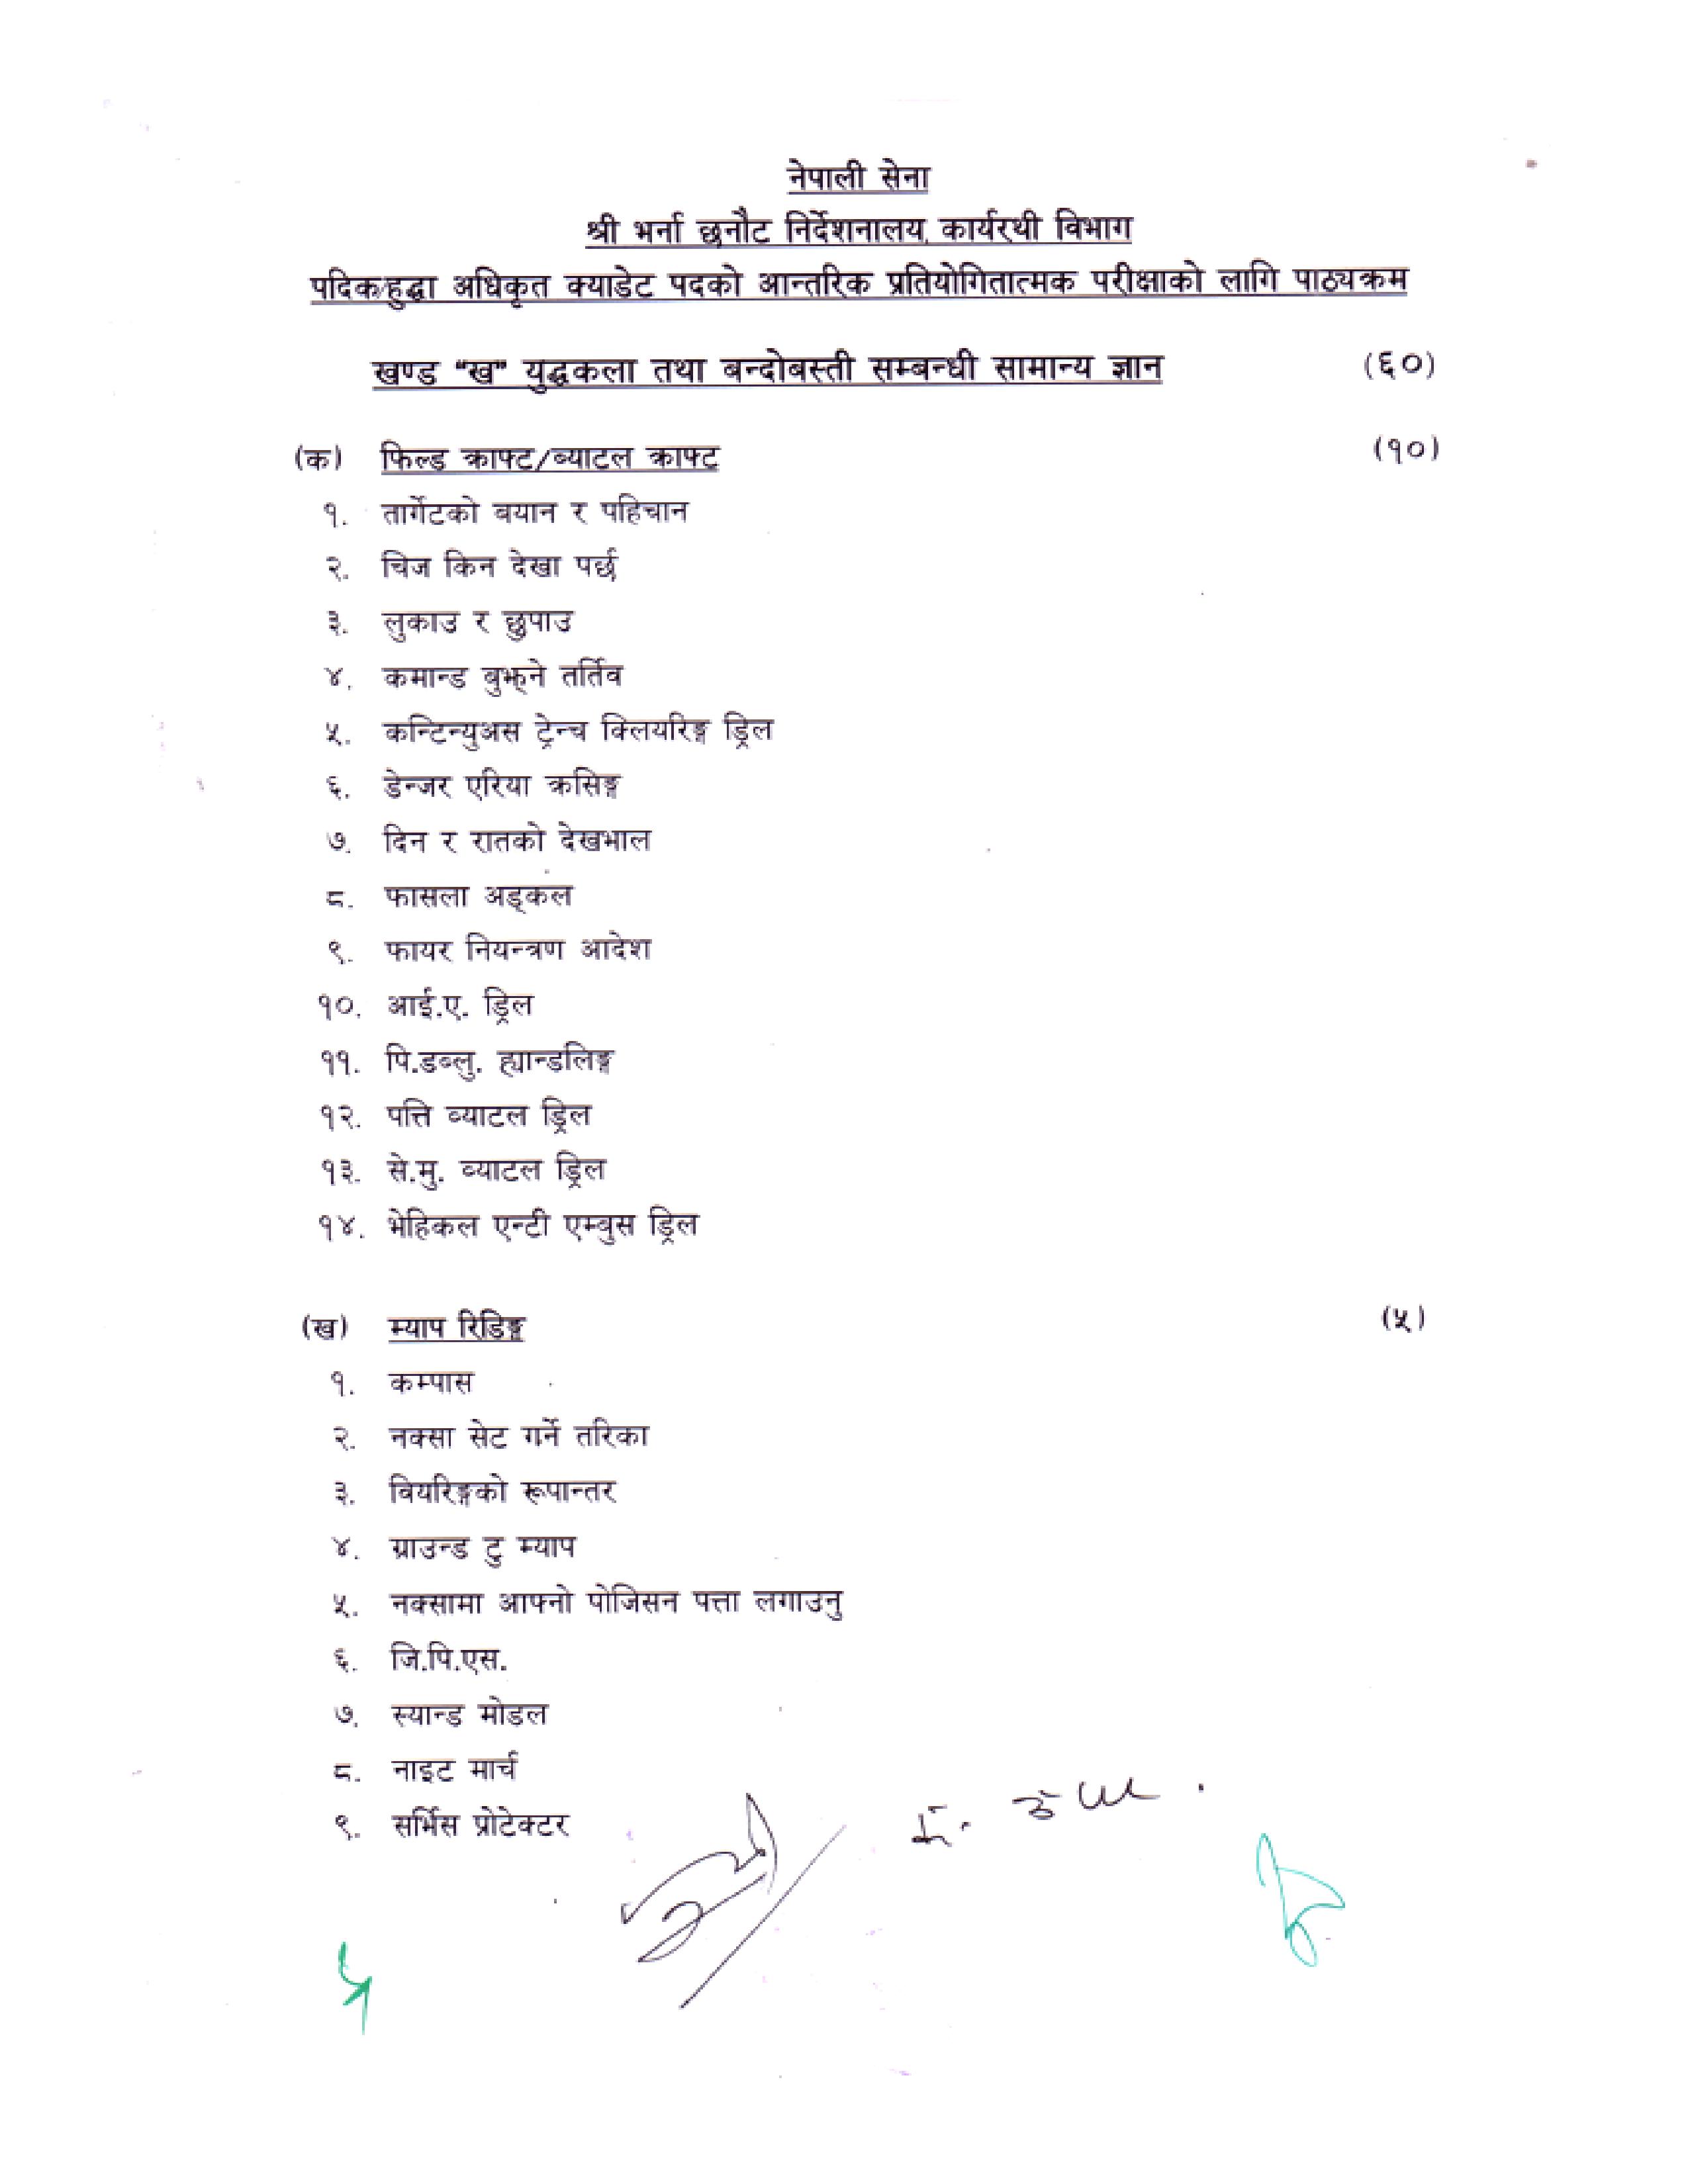 नेपाली सेना
श्री भर्ना छनौट निर्देशनालय, कार्यरथी विभाग
पदिक/हुद्धा अधिकृत क्याडेट पदको आन्तरिक प्रतियोगितात्मक परीक्षाको लागि पाठ्यक्रम
खण्ड "ख" युद्धकला तथा बन्दोबस्ती सम्बन्धी सामान्य ज्ञान (६०)
(क) फिल्ड क्राफ्ट/ब्याटल क्राफ्ट (१०)
१. तार्गेटको बयान र पहिचान
२. चिज किन देखा पर्छ
३. लुकाउ र छुपाउ
४. कमान्ड बुझ्ने तर्तिव
५. कन्टिन्युअस ट्रेन्च क्लियरिङ्ग ड्रिल
६. डेन्जर एरिया क्रसिङ्ग
७. दिन र रातको देखभाल
८. फासला अड्कल
९. फायर नियन्त्रण आदेश
१०. आई.ए. ड्रिल
११. पि.डब्लु. ह्यान्डलिङ्ग
१२. पत्ति ब्याटल ड्रिल
१३. से.मु. ब्याटल ड्रिल
१४. भेहिकल एन्टी एम्बुस ड्रिल
(ख) म्याप रिडिङ्ग (५)
१. कम्पास
२. नक्सा सेट गर्ने तरिका
३. बियरिङ्गको रूपान्तर
४. ग्राउन्ड टु म्याप
५. नक्सामा आफ्नो पोजिसन पत्ता लगाउनु
६. जि.पि.एस.
७. स्यान्ड मोडल
८. नाइट मार्च
९. सर्भिस प्रोटेक्टर